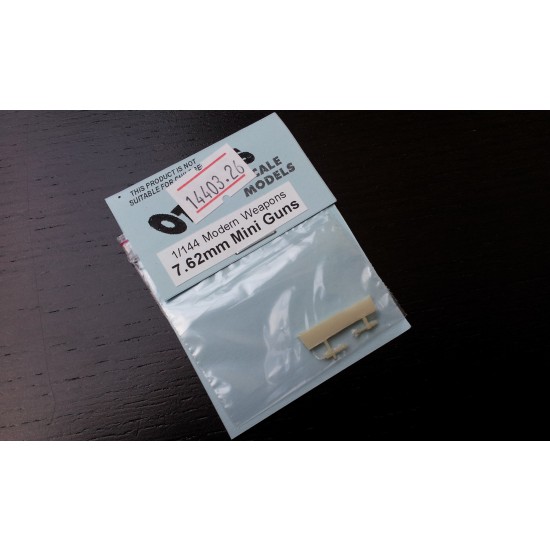 THIS PRODUCT IS NOT
SUITABLE FOR
14403.26
SCALE
MODELS
1/144 Modern Weapons
7.62mm Mini Guns